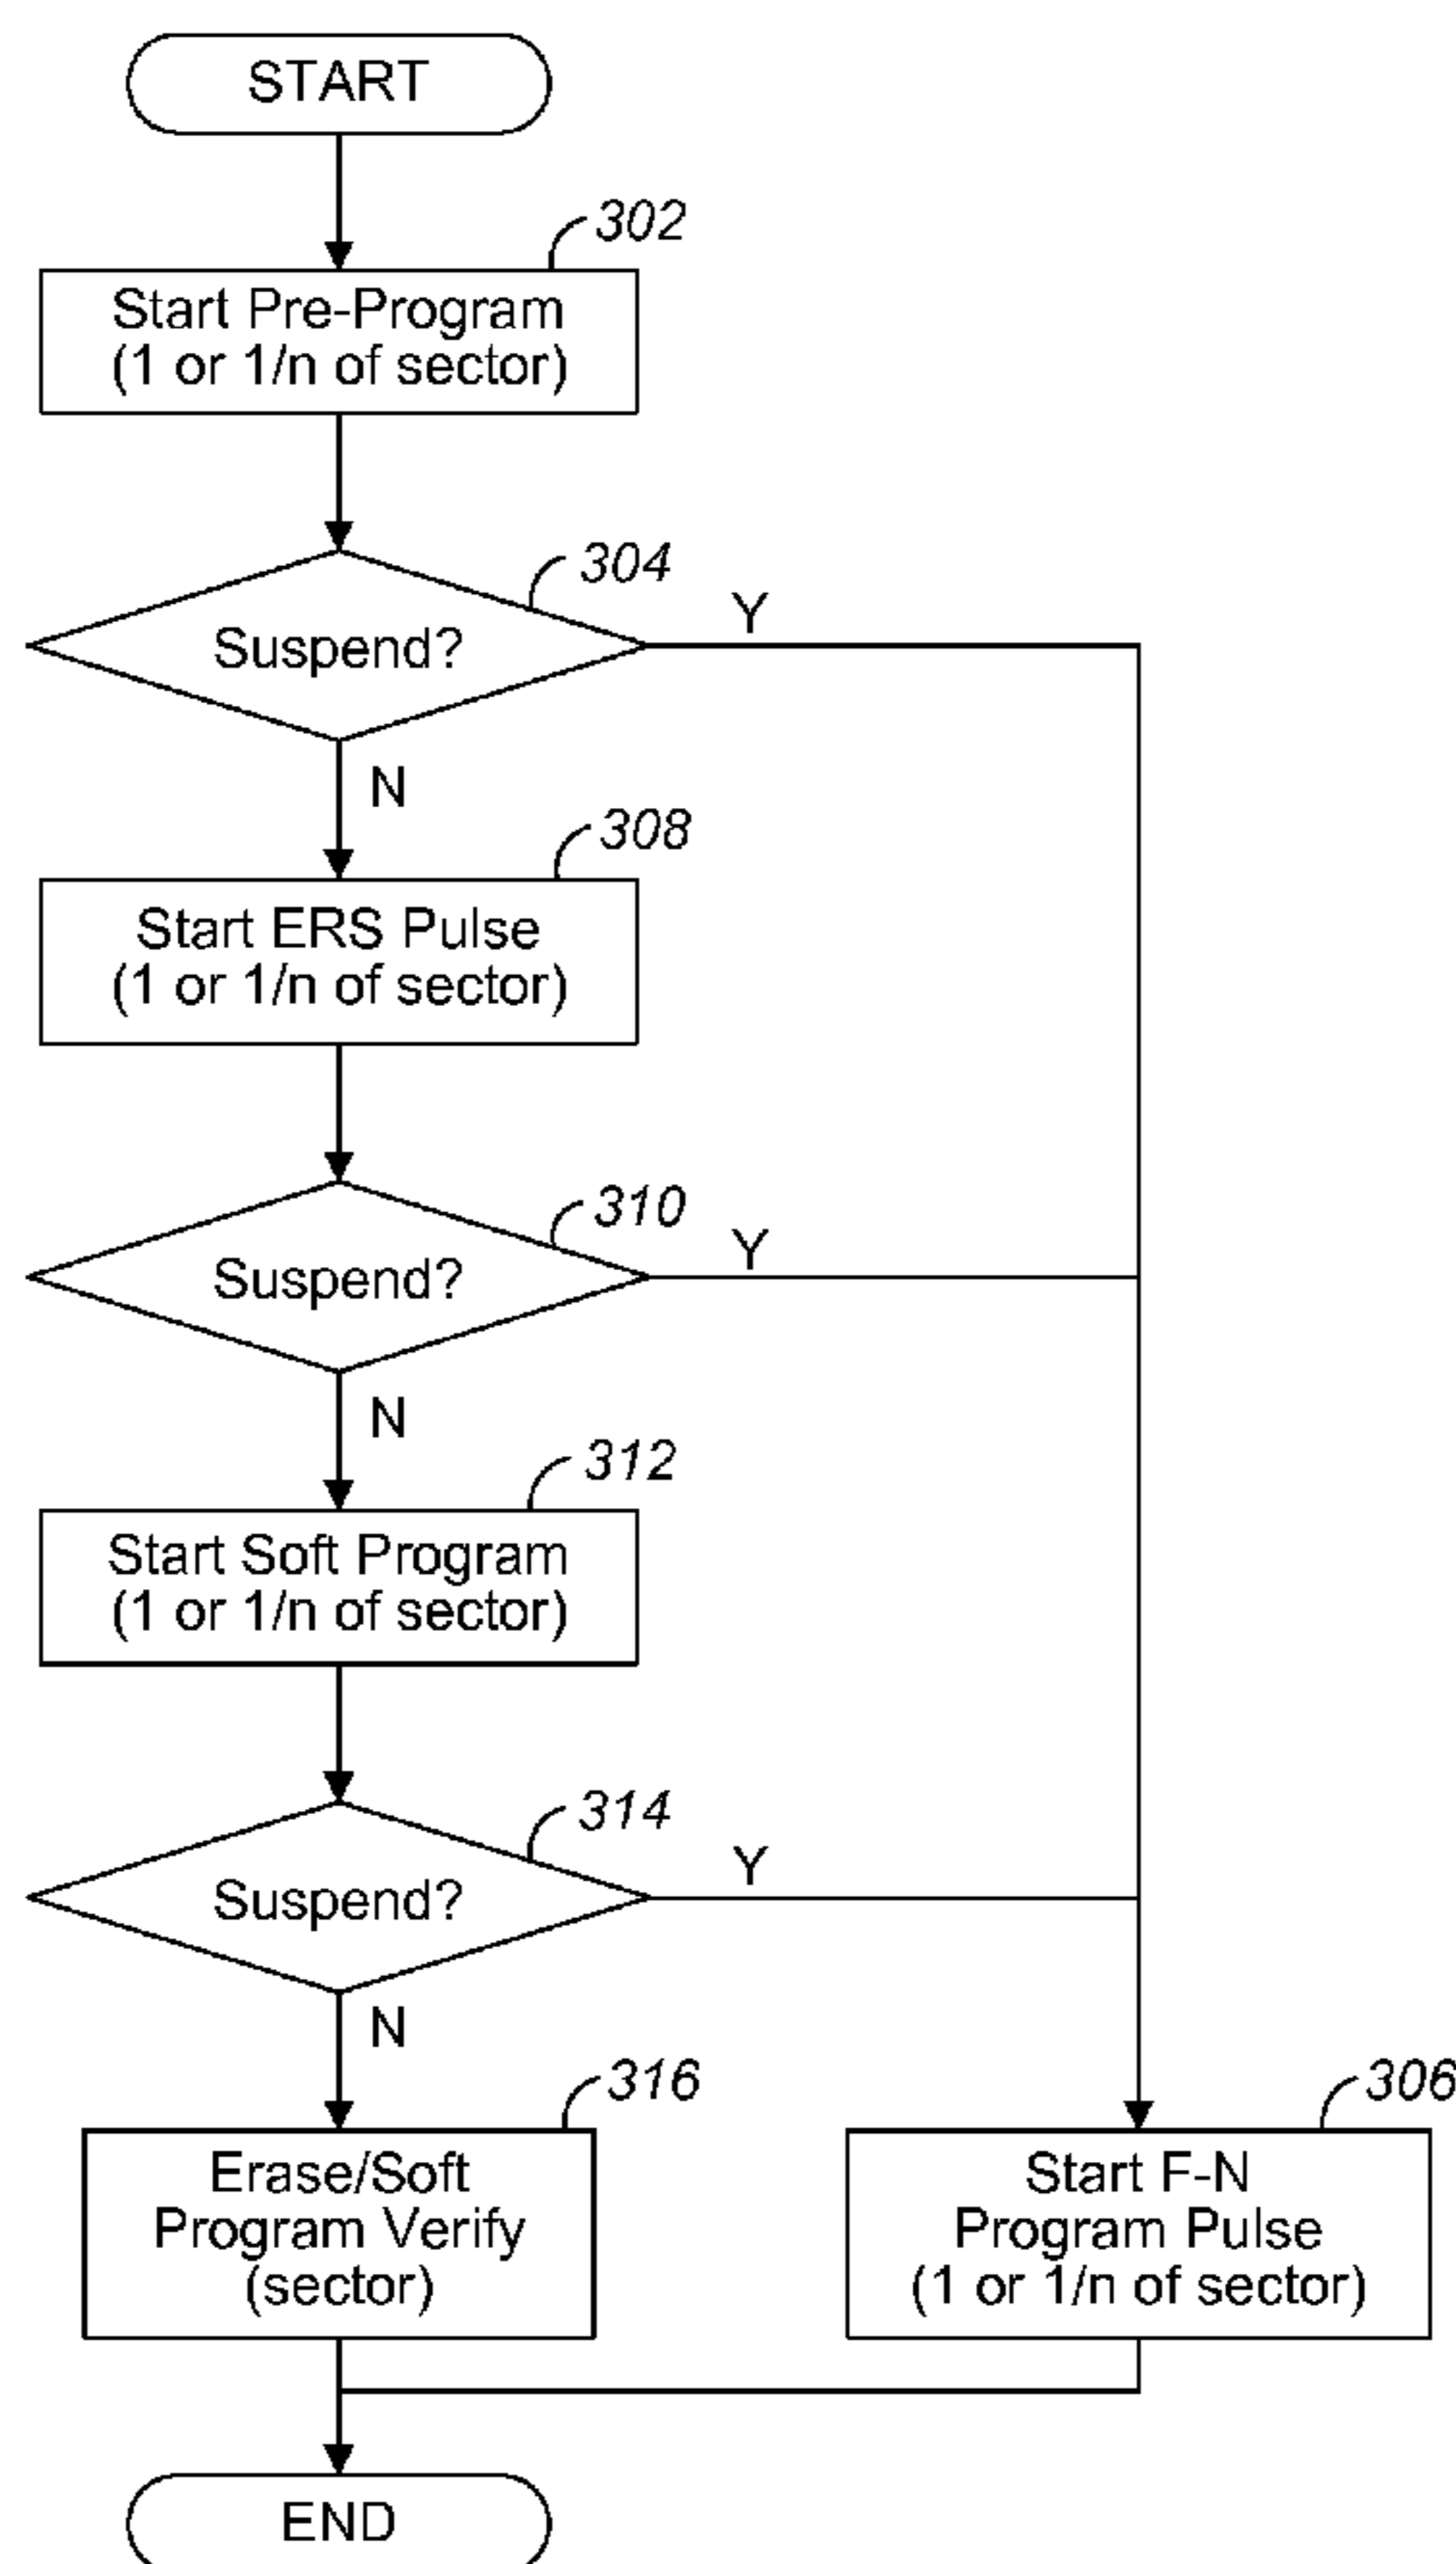 START
302
Start Pre-Program
(1 or 1/n of sector)
304
Suspend?
Y
N
308
Start ERS Pulse
(1 or 1/n of sector)
310
Suspend?
Y
N
312
Start Soft Program
(1 or 1/n of sector)
314
Suspend?
Y
N
316
Erase/Soft
Program Verify
(sector)
306
Start F-N
Program Pulse
(1 or 1/n of sector)
END